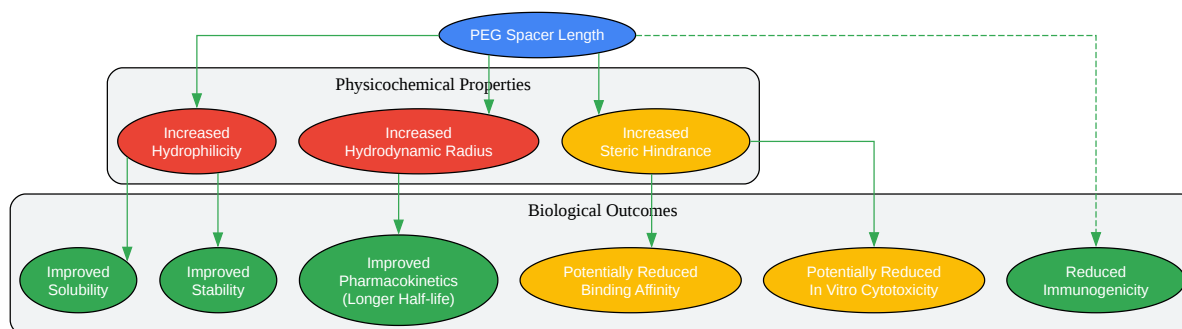 PEG Spacer Length
Physicochemical Properties
Increased
Hydrophilicity
Increased
Hydrodynamic Radius
Increased
Steric Hindrance
Biological Outcomes
Improved
Solubility
Improved
Stability
Improved
Pharmacokinetics
(Longer Half-life)
Potentially Reduced
Binding Affinity
Potentially Reduced
In Vitro Cytotoxicity
Reduced
Immunogenicity